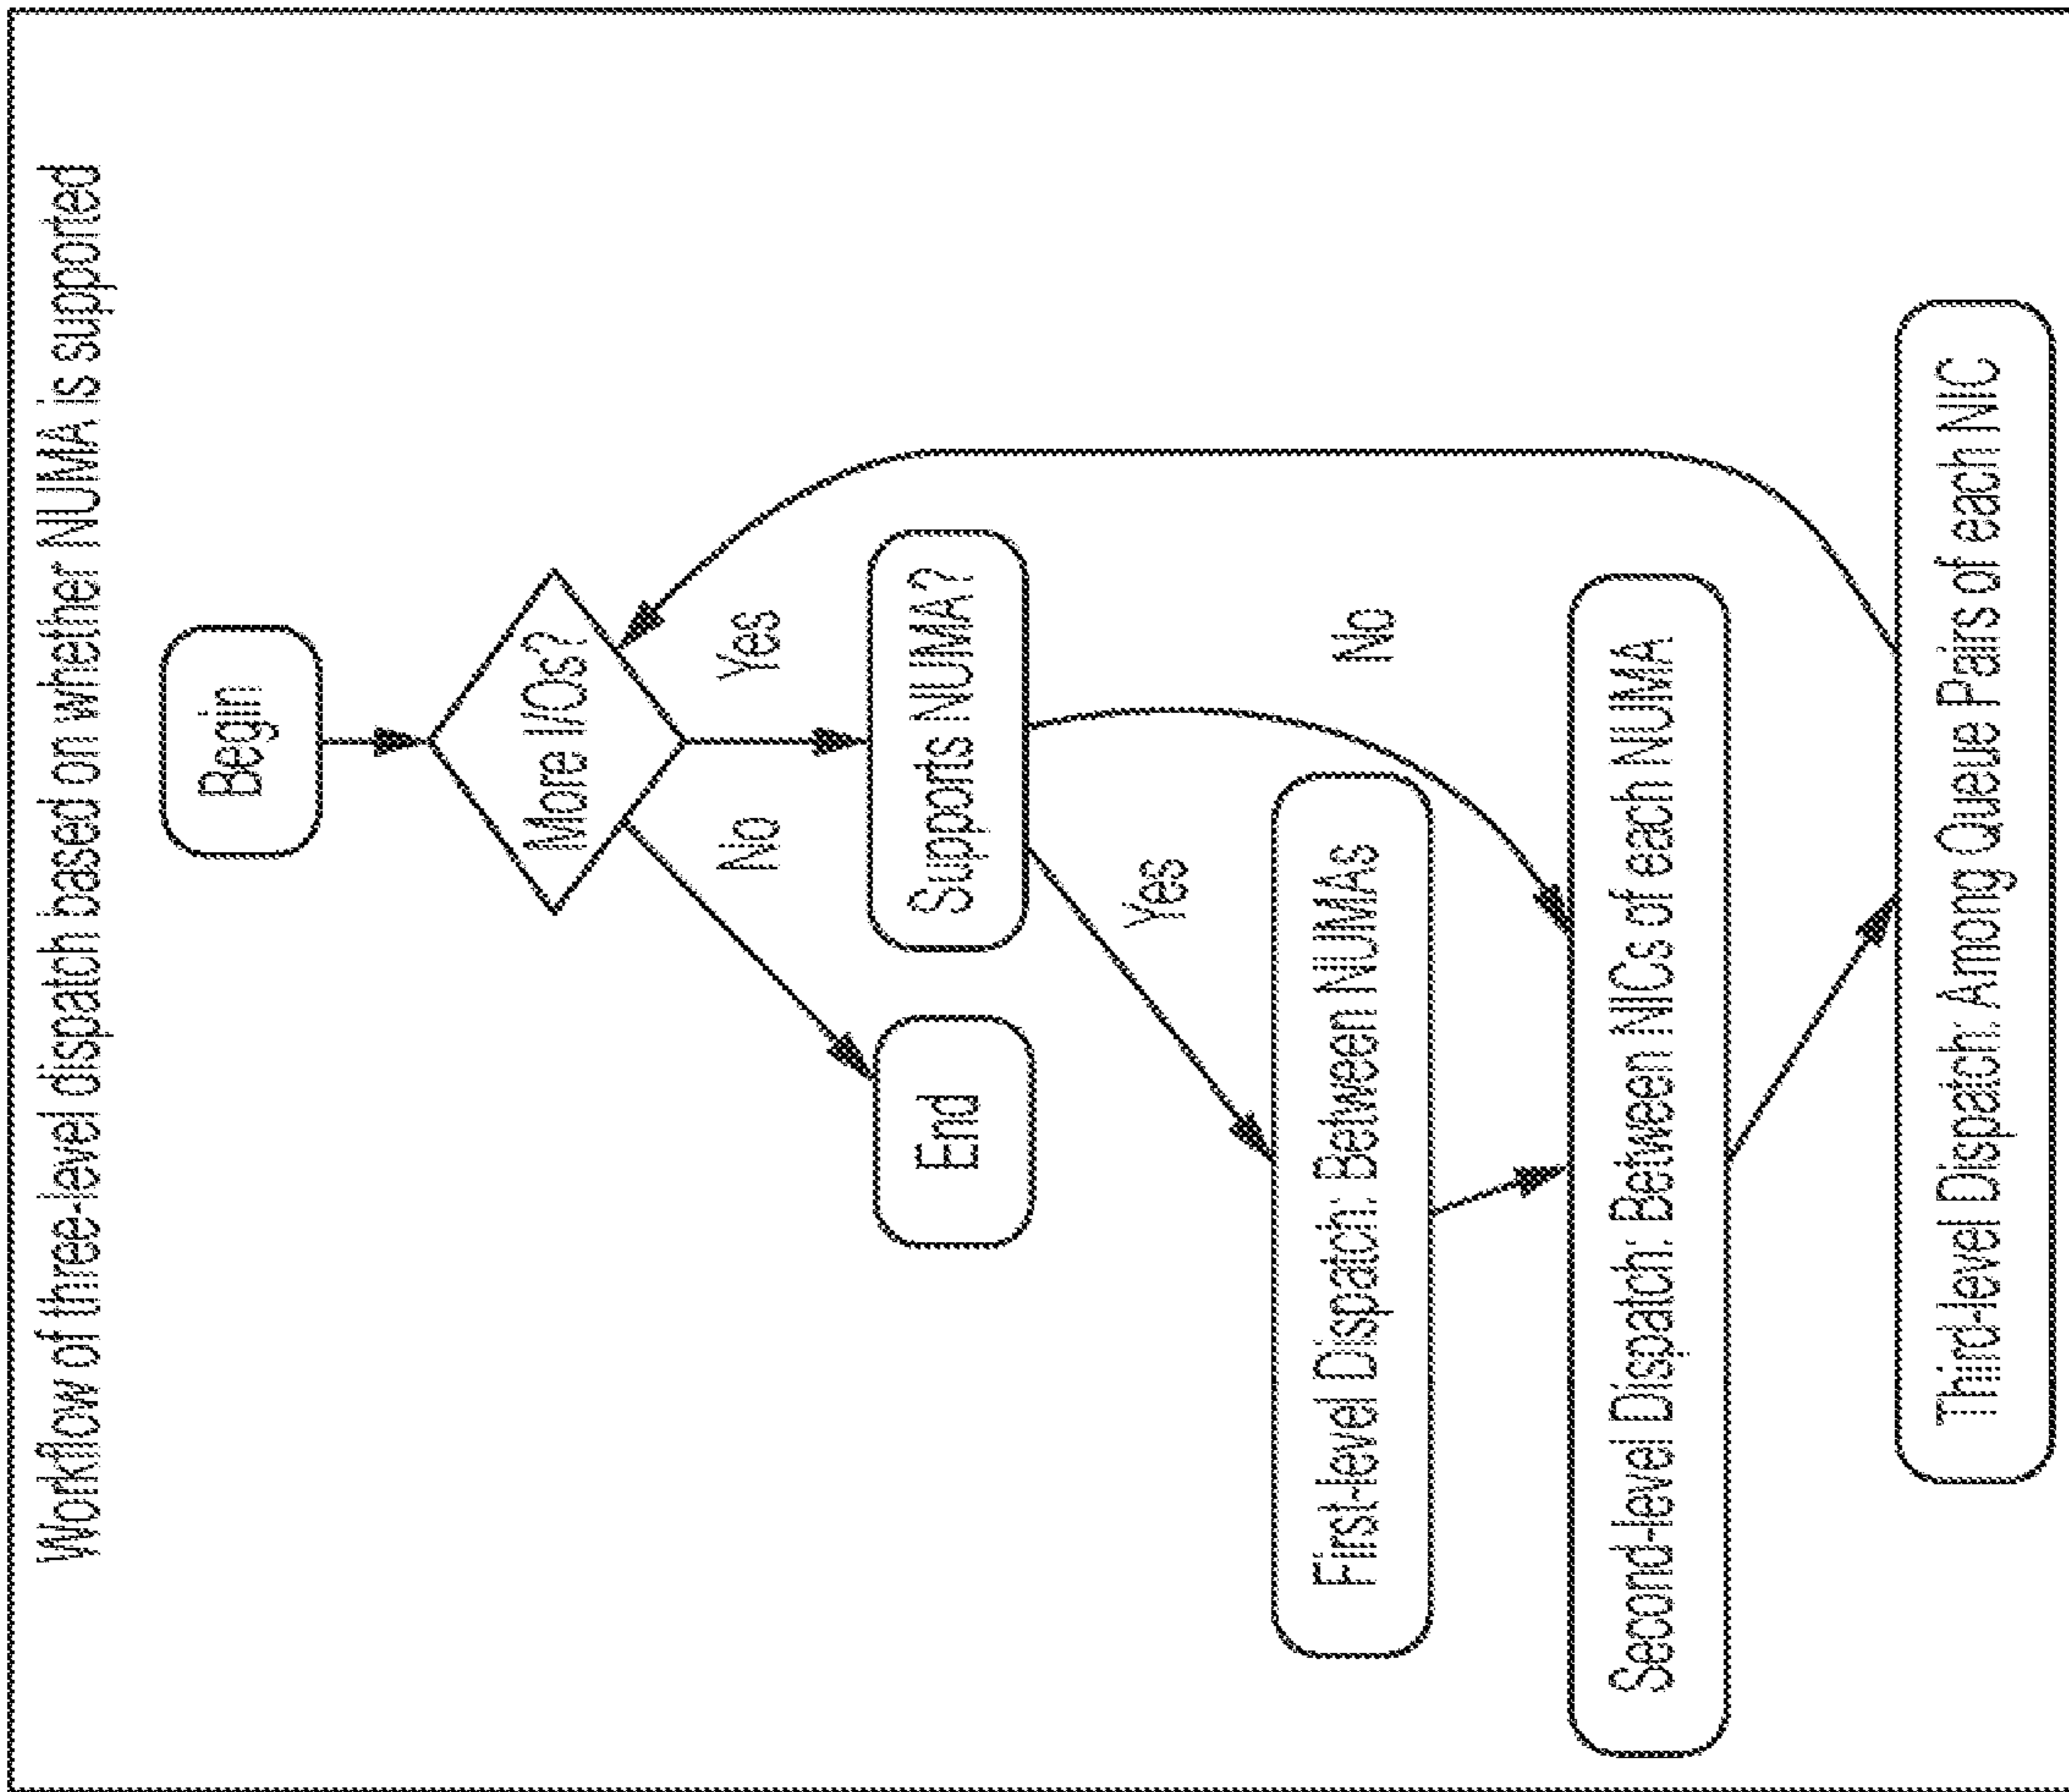 Workflow of three-level dispatch based on whether NUMA is supported
Begin
More I/Os?
No
Yes
End
Supports NUMA?
Yes
No
First-level Dispatch: Between NUMAs
Second-level Dispatch: Between NICs of each NUMA
Third-level Dispatch: Among Queue Pairs of each NIC